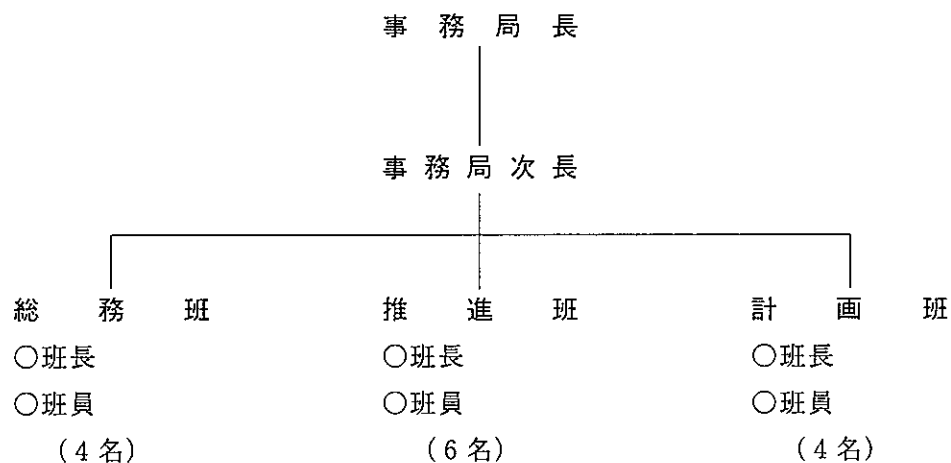 事務局長
事務局次長
総務班
○班長
○班員
(4名)
推進班
○班長
○班員
(6名)
計画班
○班長
○班員
(4名)